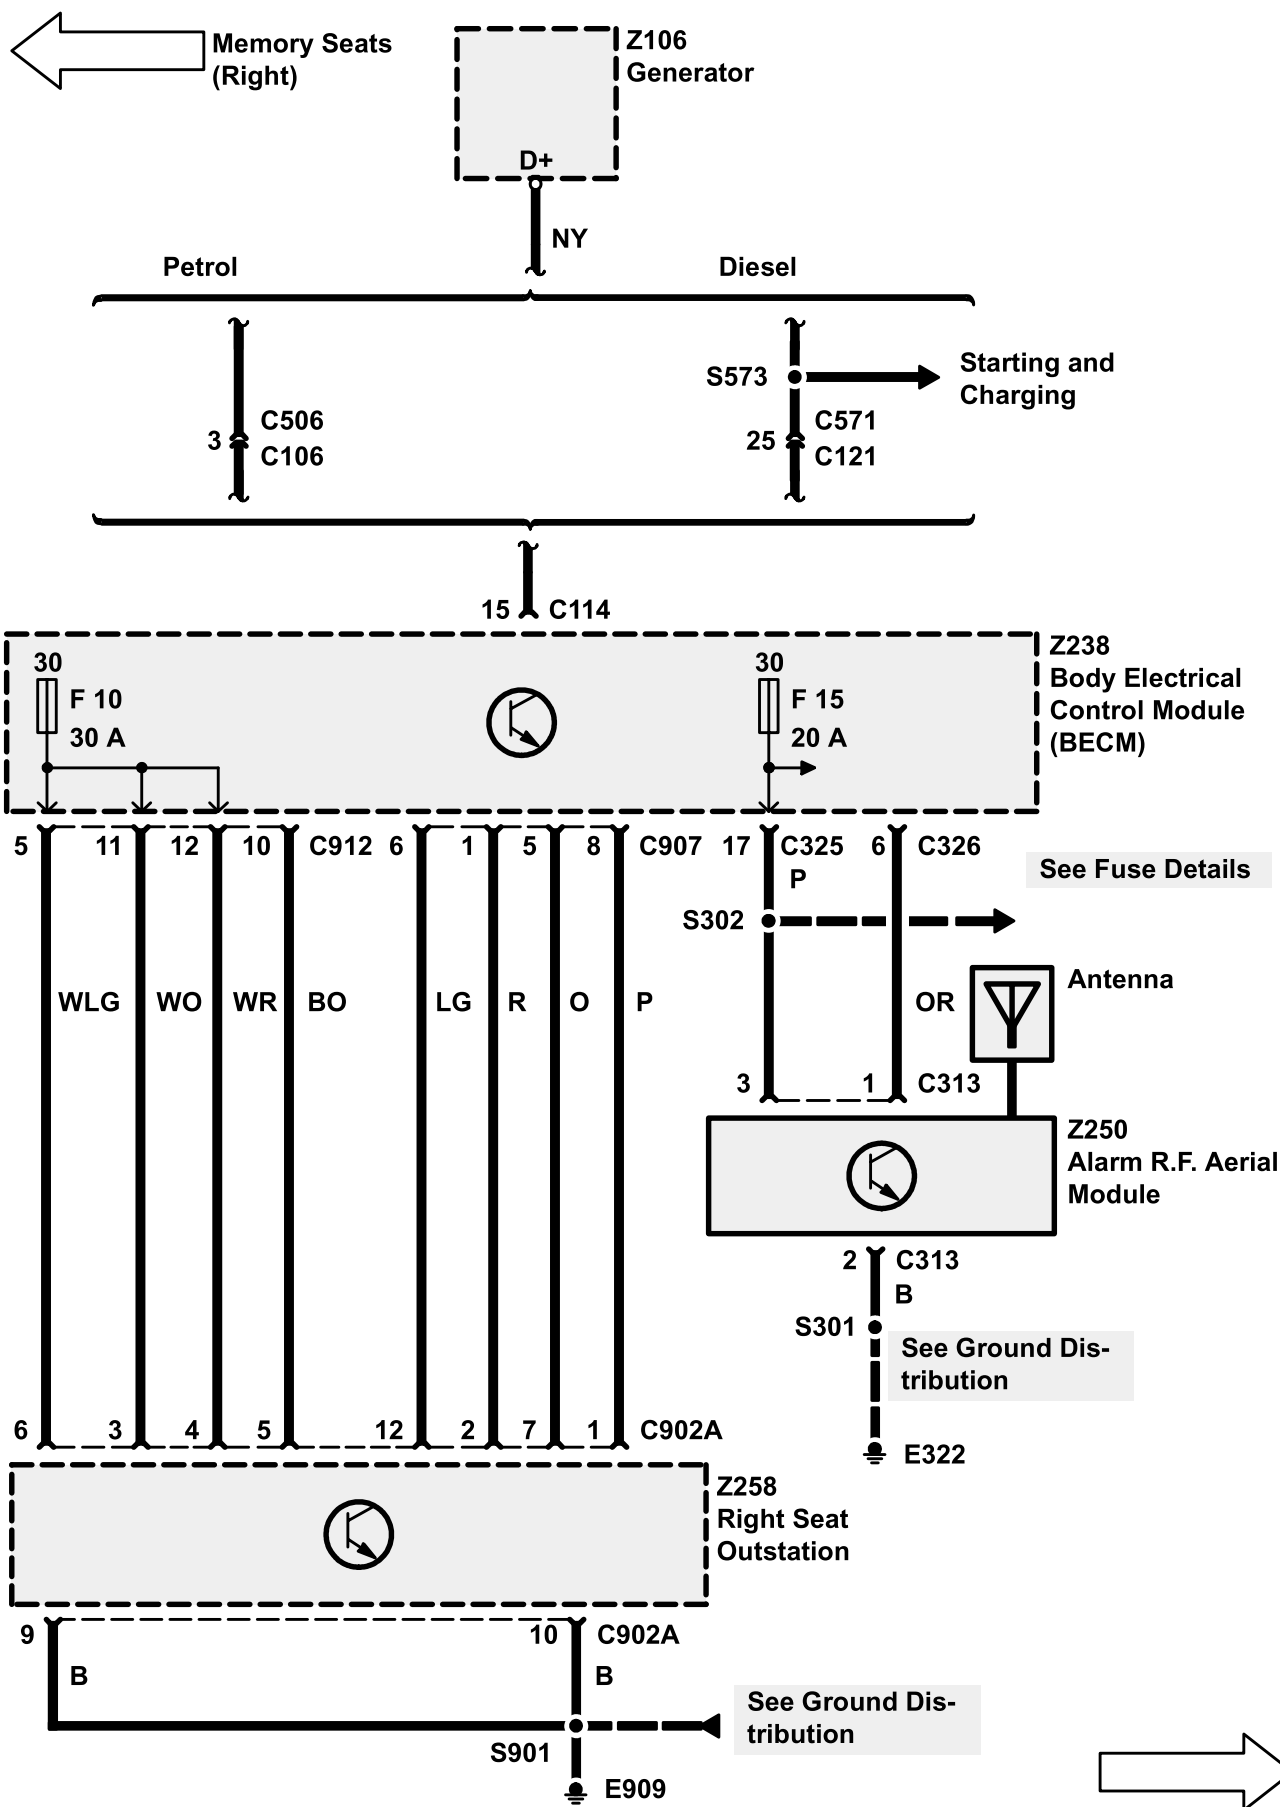 Memory Seats
(Right)
Z106
Generator
D+
NY
Petrol
Diesel
S573
Starting and
Charging
3
C506
C106
25
C571
C121
15
C114
Z238
Body Electrical
Control Module
(BECM)
30
F 10
30 A
30
F 15
20 A
5
11
12
10
C912
6
1
5
8
C907
17
C325
6
C326
P
See Fuse Details
S302
WLG
WO
WR
BO
LG
R
O
P
OR
Antenna
3
1
C313
Z250
Alarm R.F. Aerial
Module
2
C313
B
S301
See Ground Dis-
tribution
E322
6
3
4
5
12
2
7
1
C902A
Z258
Right Seat
Outstation
9
10
C902A
B
B
See Ground Dis-
tribution
S901
E909